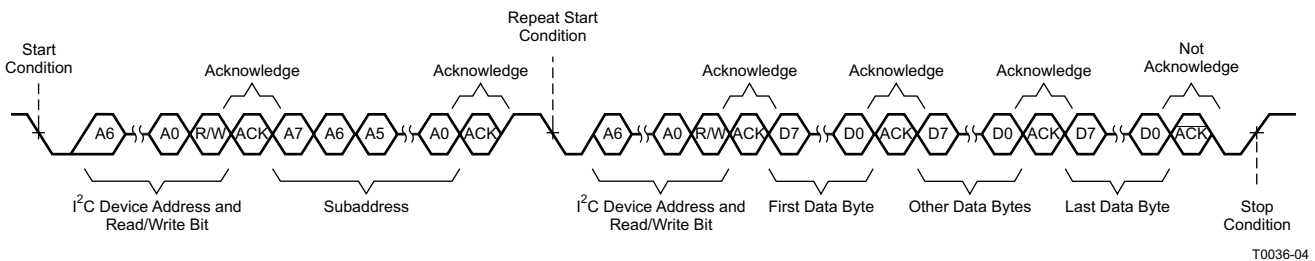 Repeat Start
Condition
Start
Condition
Not
Acknowledge
Acknowledge
Acknowledge
Acknowledge
Acknowledge
Acknowledge
A6 A0 R/W ACK A7 A6 A5 A0 ACK A6 A0 R/W ACK D7 D0 ACK D7 D0 ACK D7 D0 ACK
I²C Device Address and
Read/Write Bit
Subaddress
I²C Device Address and
Read/Write Bit
First Data Byte
Other Data Bytes
Last Data Byte
Stop
Condition
T0036-04